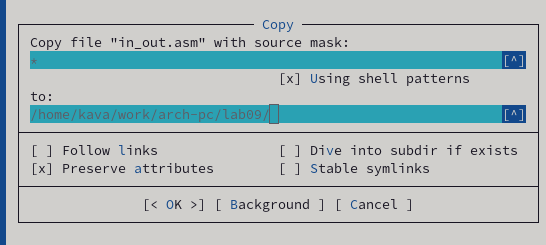 Copy
Copy file "in_out.asm" with source mask:
* [^]
[x] Using shell patterns
to:
/home/kava/work/arch-pc/lab09/ [^]
[ ] Follow links [ ] Dive into subdir if exists
[x] Preserve attributes [ ] Stable symlinks
[< OK >] [ Background ] [ Cancel ]